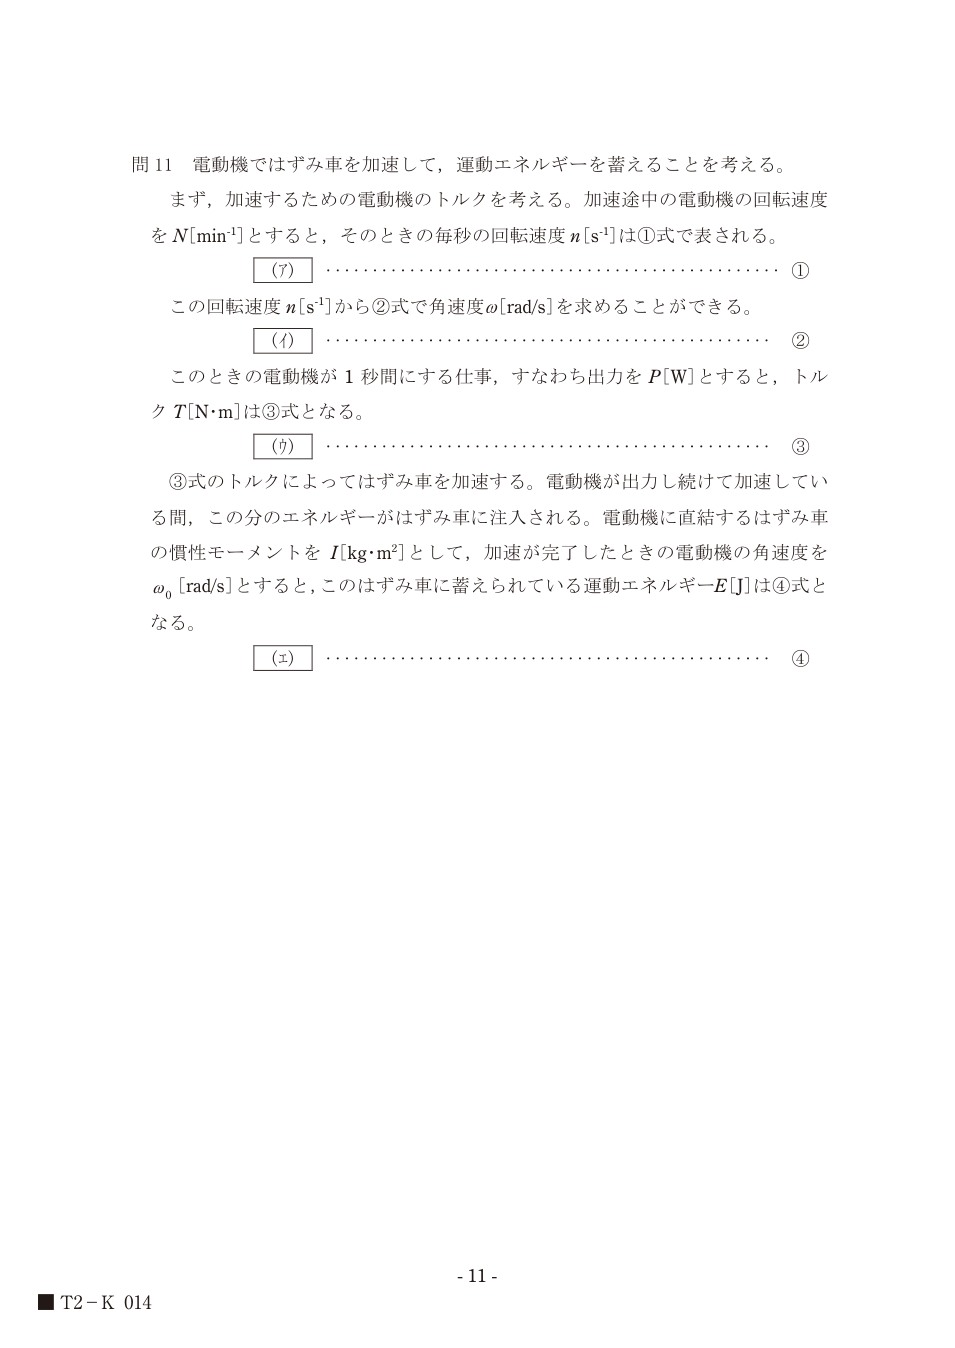 問 11　電動機ではずみ車を加速して，運動エネルギーを蓄えることを考える。
まず，加速するための電動機のトルクを考える。加速途中の電動機の回転速度
を N[min⁻¹]とすると，そのときの毎秒の回転速度 n[s⁻¹]は①式で表される。
(ア) ················································ ①
この回転速度 n[s⁻¹]から②式で角速度ω[rad/s]を求めることができる。
(イ) ··············································· ②
このときの電動機が 1 秒間にする仕事，すなわち出力を P[W]とすると，トル
ク T[N･m]は③式となる。
(ウ) ··············································· ③
③式のトルクによってはずみ車を加速する。電動機が出力し続けて加速してい
る間，この分のエネルギーがはずみ車に注入される。電動機に直結するはずみ車
の慣性モーメントを I[kg･m²]として，加速が完了したときの電動機の角速度を
ω₀ [rad/s]とすると，このはずみ車に蓄えられている運動エネルギーE[J]は④式と
なる。
(エ) ··············································· ④
- 11 -
■ T2－K 014